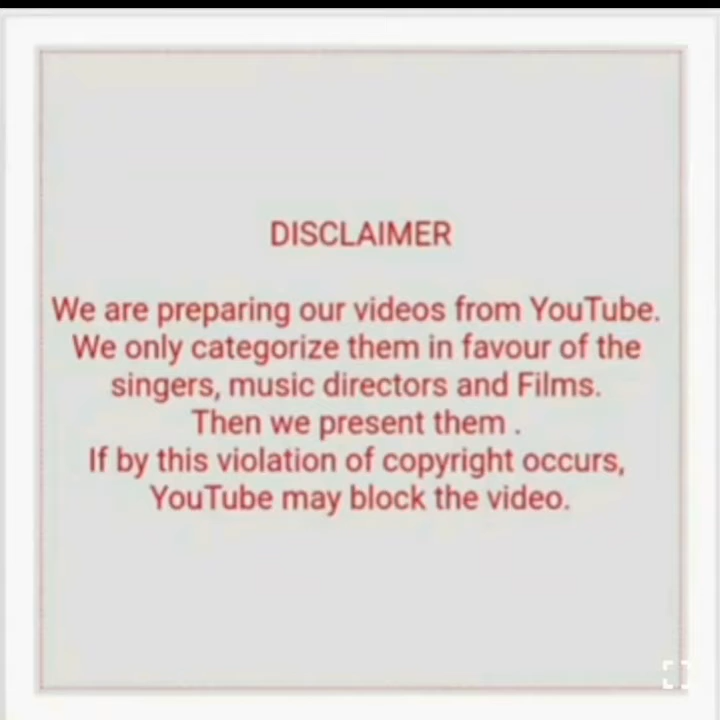 DISCLAIMER
We are preparing our videos from YouTube.
We only categorize them in favour of the
singers, music directors and Films.
Then we present them .
If by this violation of copyright occurs,
YouTube may block the video.